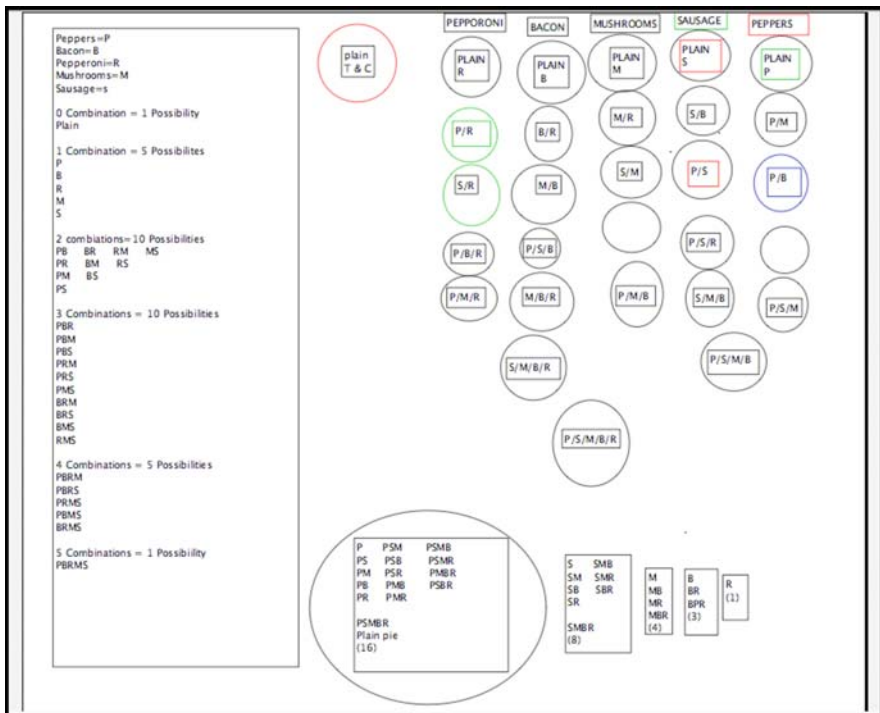 Peppers=P
Bacon=B
Pepperoni=R
Mushrooms=M
Sausage=s
0 Combination = 1 Possibility
Plain
1 Combination = 5 Possibilites
P
B
R
M
S
2 combiations=10 Possibilities
PB BR RM MS
PR BM RS
PM BS
PS
3 Combinations = 10 Possibilities
PBR
PBM
PBS
PRM
PRS
PMS
BRM
BRS
BMS
RMS
4 Combinations = 5 Possibilities
PBRM
PBRS
PRMS
PBMS
BRMS
5 Combinations = 1 Possibility
PBRMS
plain
T & C
PEPPORONI BACON MUSHROOMS SAUSAGE PEPPERS
PLAIN R
PLAIN B
PLAIN M
PLAIN S
PLAIN P
P/R B/R M/R S/B P/M
S/R M/B S/M P/S P/B
P/B/R P/S/B P/S/R
P/M/R M/B/R P/M/B S/M/B P/S/M
S/M/B/R P/S/M/B
P/S/M/B/R
P PSM PSMB
PS PSB PSMR
PM PSR PMBR
PB PMB PSBR
PR PMR
PSMBR
Plain pie
(16)
S SMB
SM SMR
SB SBR
SR
SMBR
(8)
M
MB
MR
MBR
(4)
B
BR
BPR
(3)
R
(1)